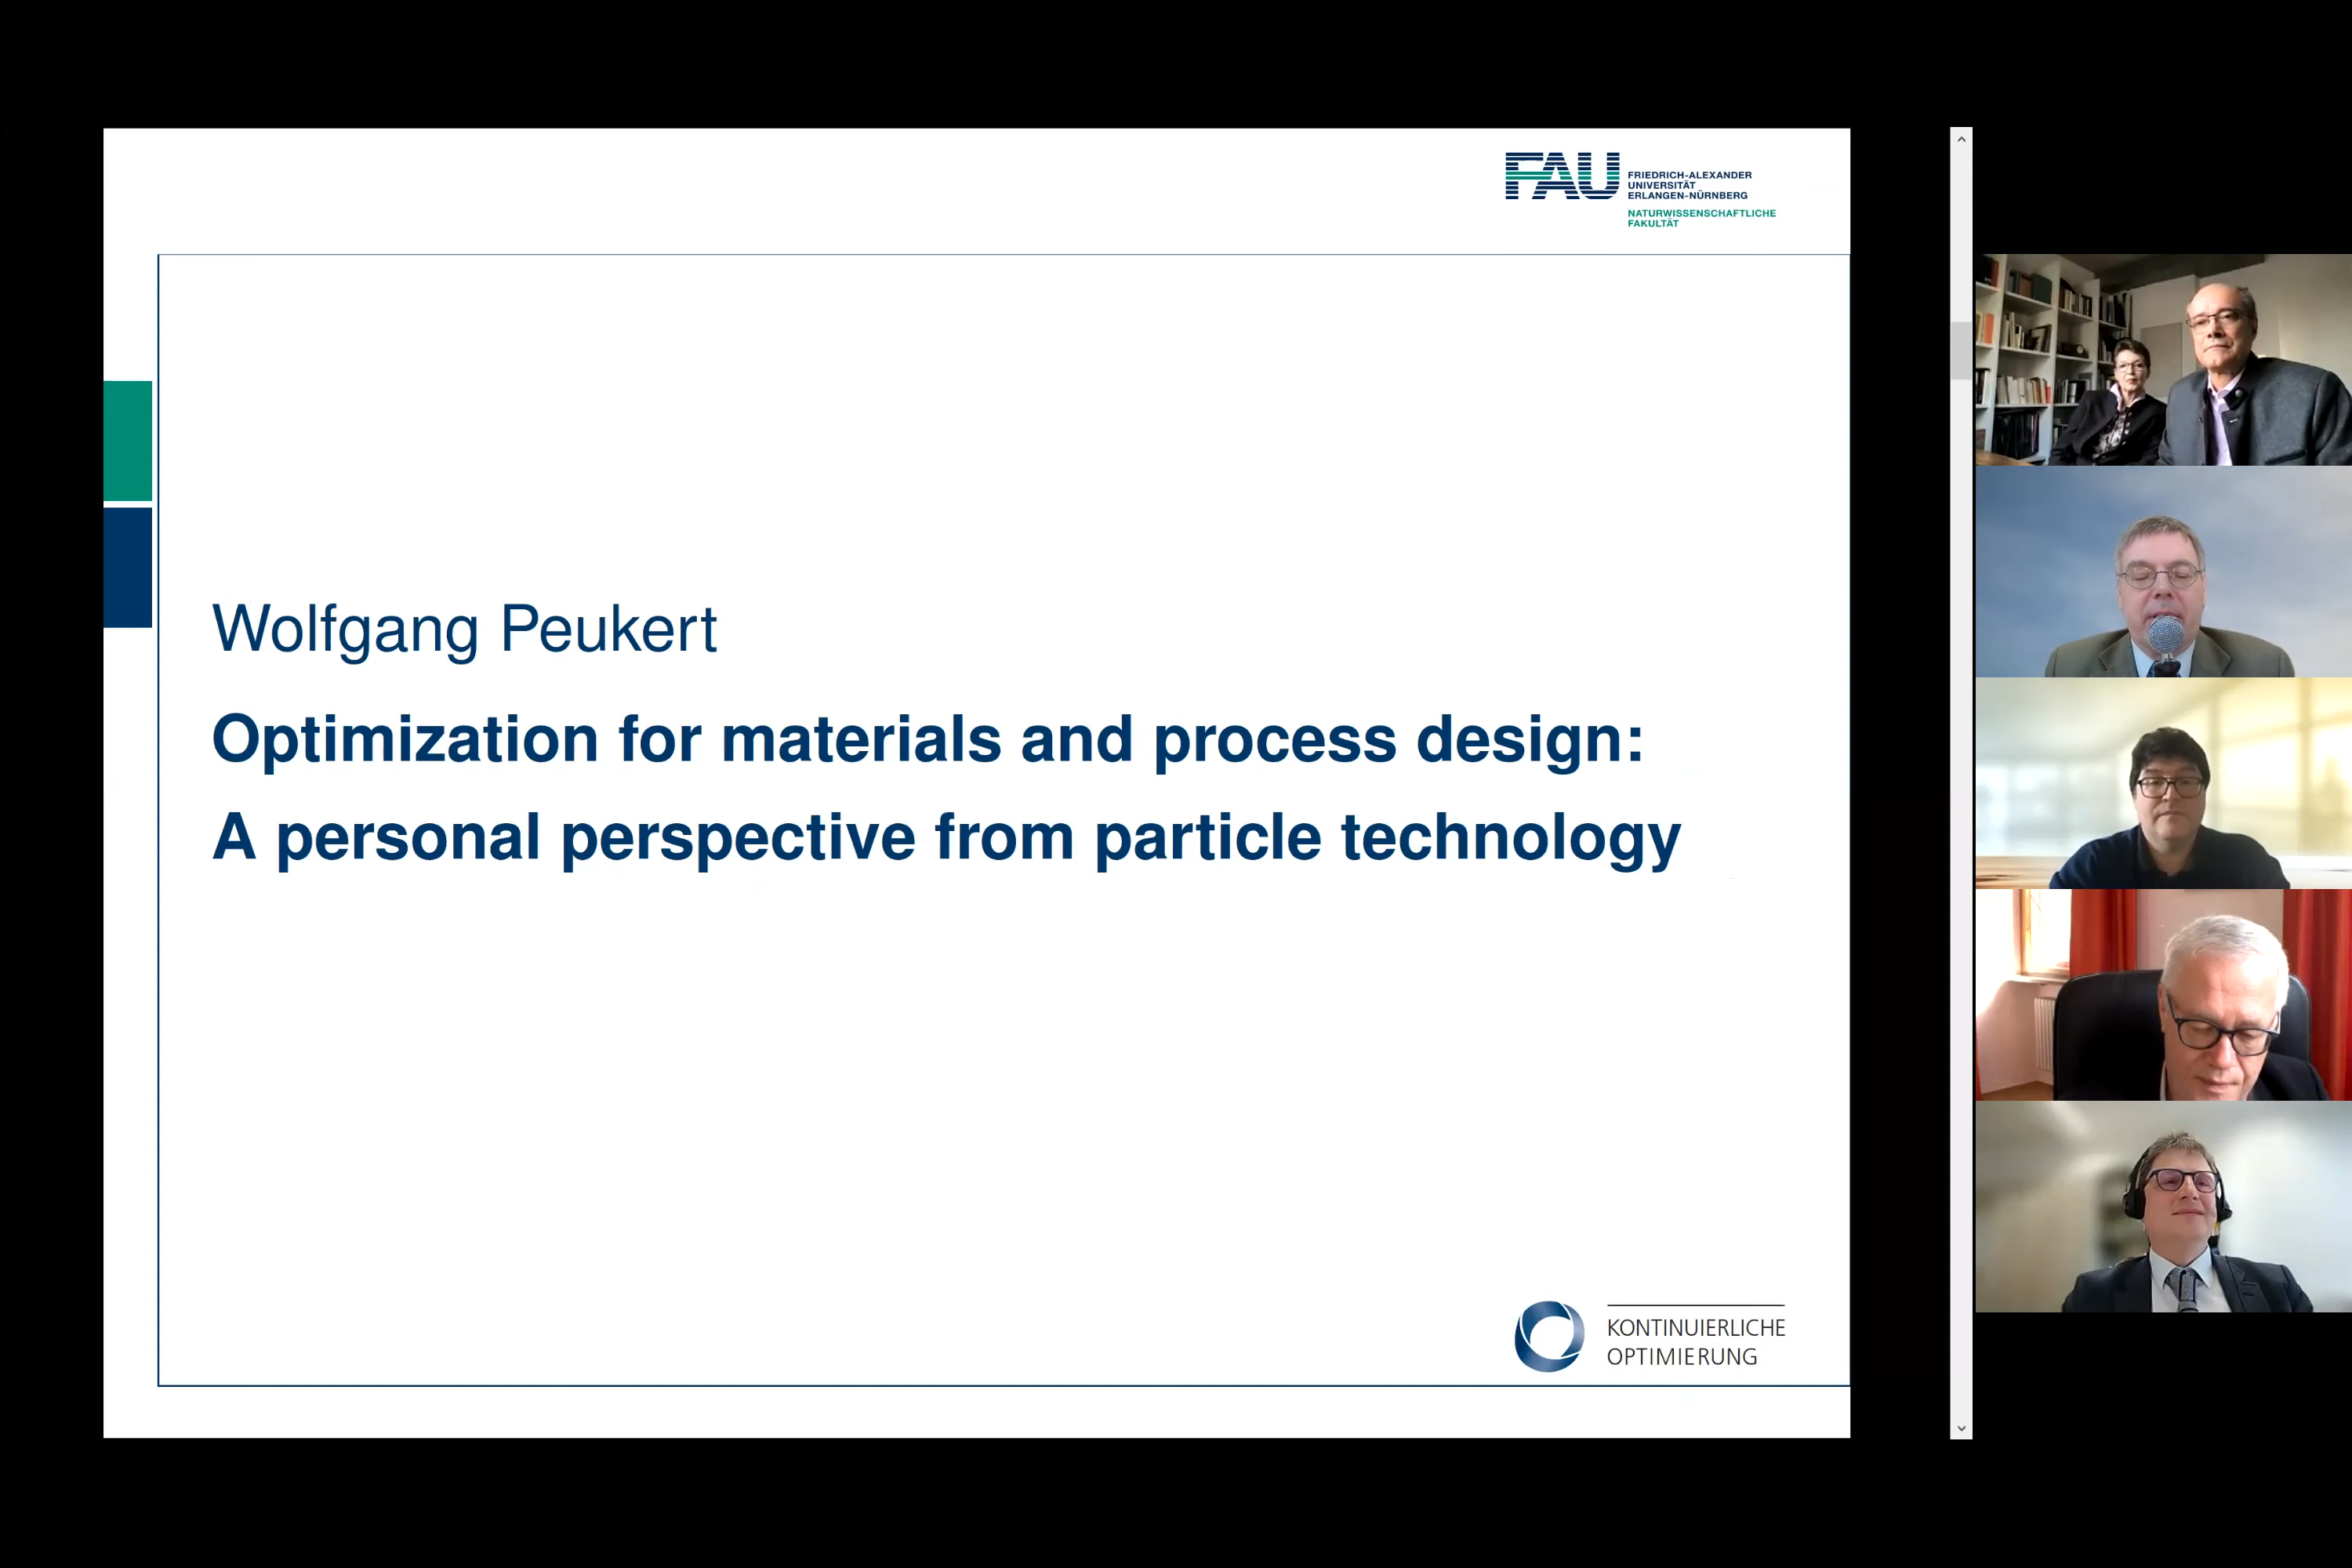 FAU
FRIEDRICH-ALEXANDER
UNIVERSITÄT
ERLANGEN-NÜRNBERG
NATURWISSENSCHAFTLICHE
FAKULTÄT
Wolfgang Peukert
Optimization for materials and process design:
A personal perspective from particle technology
KONTINUIERLICHE
OPTIMIERUNG